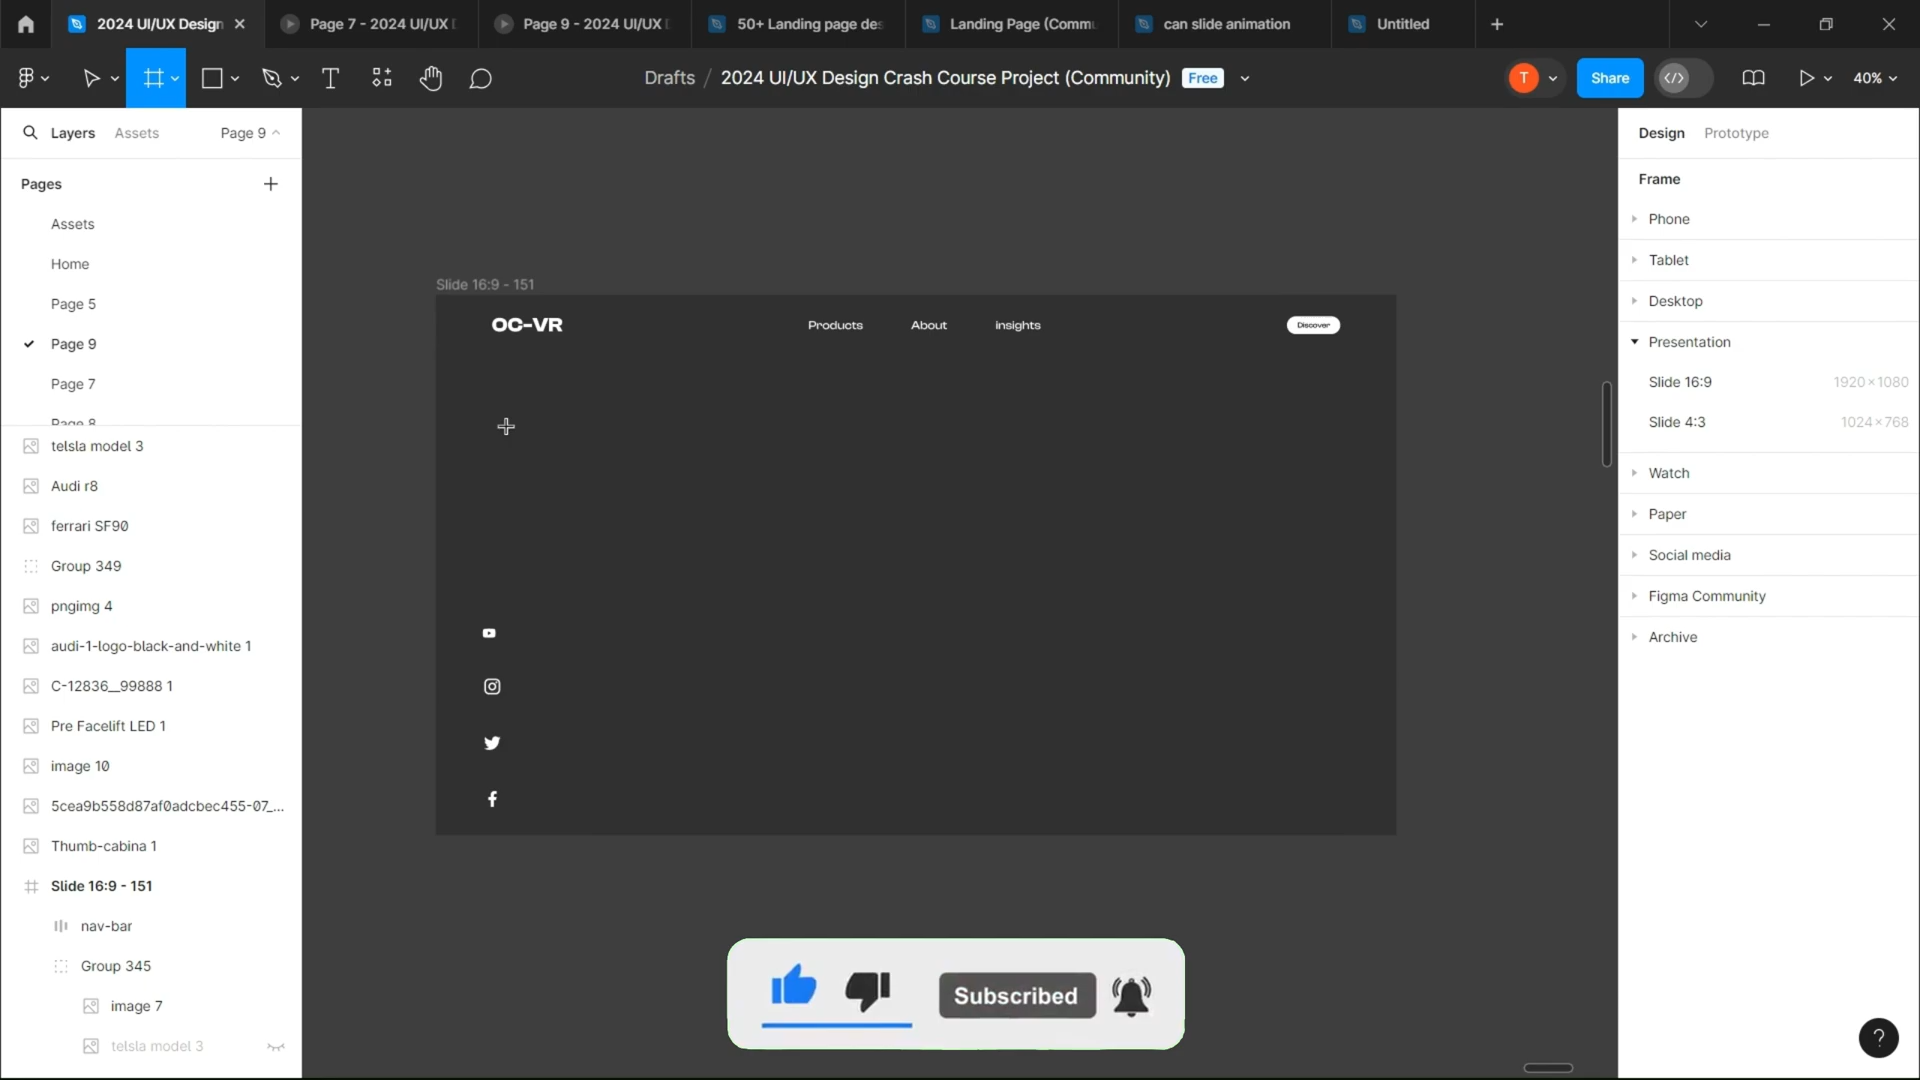 2024 UI/UX Design
Page 7 - 2024 UI/UX D
Page 9 - 2024 UI/UX D
50+ Landing page des
Landing Page (Commu
can slide animation
Untitled
Drafts / 2024 UI/UX Design Crash Course Project (Community) Free
T
Share
40%
Layers
Assets
Page 9
Pages
Assets
Home
Page 5
Page 9
Page 7
Page 8
telsla model 3
Audi r8
ferrari SF90
Group 349
pngimg 4
audi-1-logo-black-and-white 1
C-12836__99888 1
Pre Facelift LED 1
image 10
5cea9b558d87af0adcbec455-07_...
Thumb-cabina 1
Slide 16:9 - 151
nav-bar
Group 345
image 7
telsla model 3
Slide 16:9 - 151
OC-VR
Products
About
insights
Discover
Subscribed
Design
Prototype
Frame
Phone
Tablet
Desktop
Presentation
Slide 16:9 1920×1080
Slide 4:3 1024×768
Watch
Paper
Social media
Figma Community
Archive
?